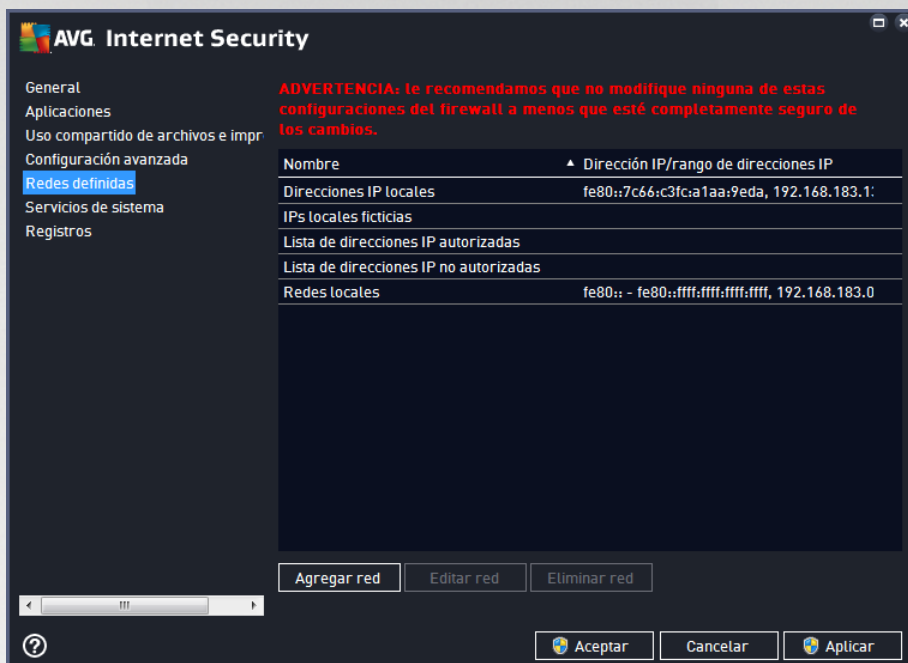 AVG Internet Security
General
Aplicaciones
Uso compartido de archivos e impr
Configuración avanzada
Redes definidas
Servicios de sistema
Registros
ADVERTENCIA: le recomendamos que no modifique ninguna de estas
configuraciones del firewall a menos que esté completamente seguro de
los cambios.
Nombre Dirección IP/rango de direcciones IP
Direcciones IP locales fe80::7c66:c3fc:a1aa:9eda, 192.168.183.1
IPs locales ficticias
Lista de direcciones IP autorizadas
Lista de direcciones IP no autorizadas
Redes locales fe80:: - fe80::ffff:ffff:ffff:ffff, 192.168.183.0
Agregar red Editar red Eliminar red
Aceptar Cancelar Aplicar